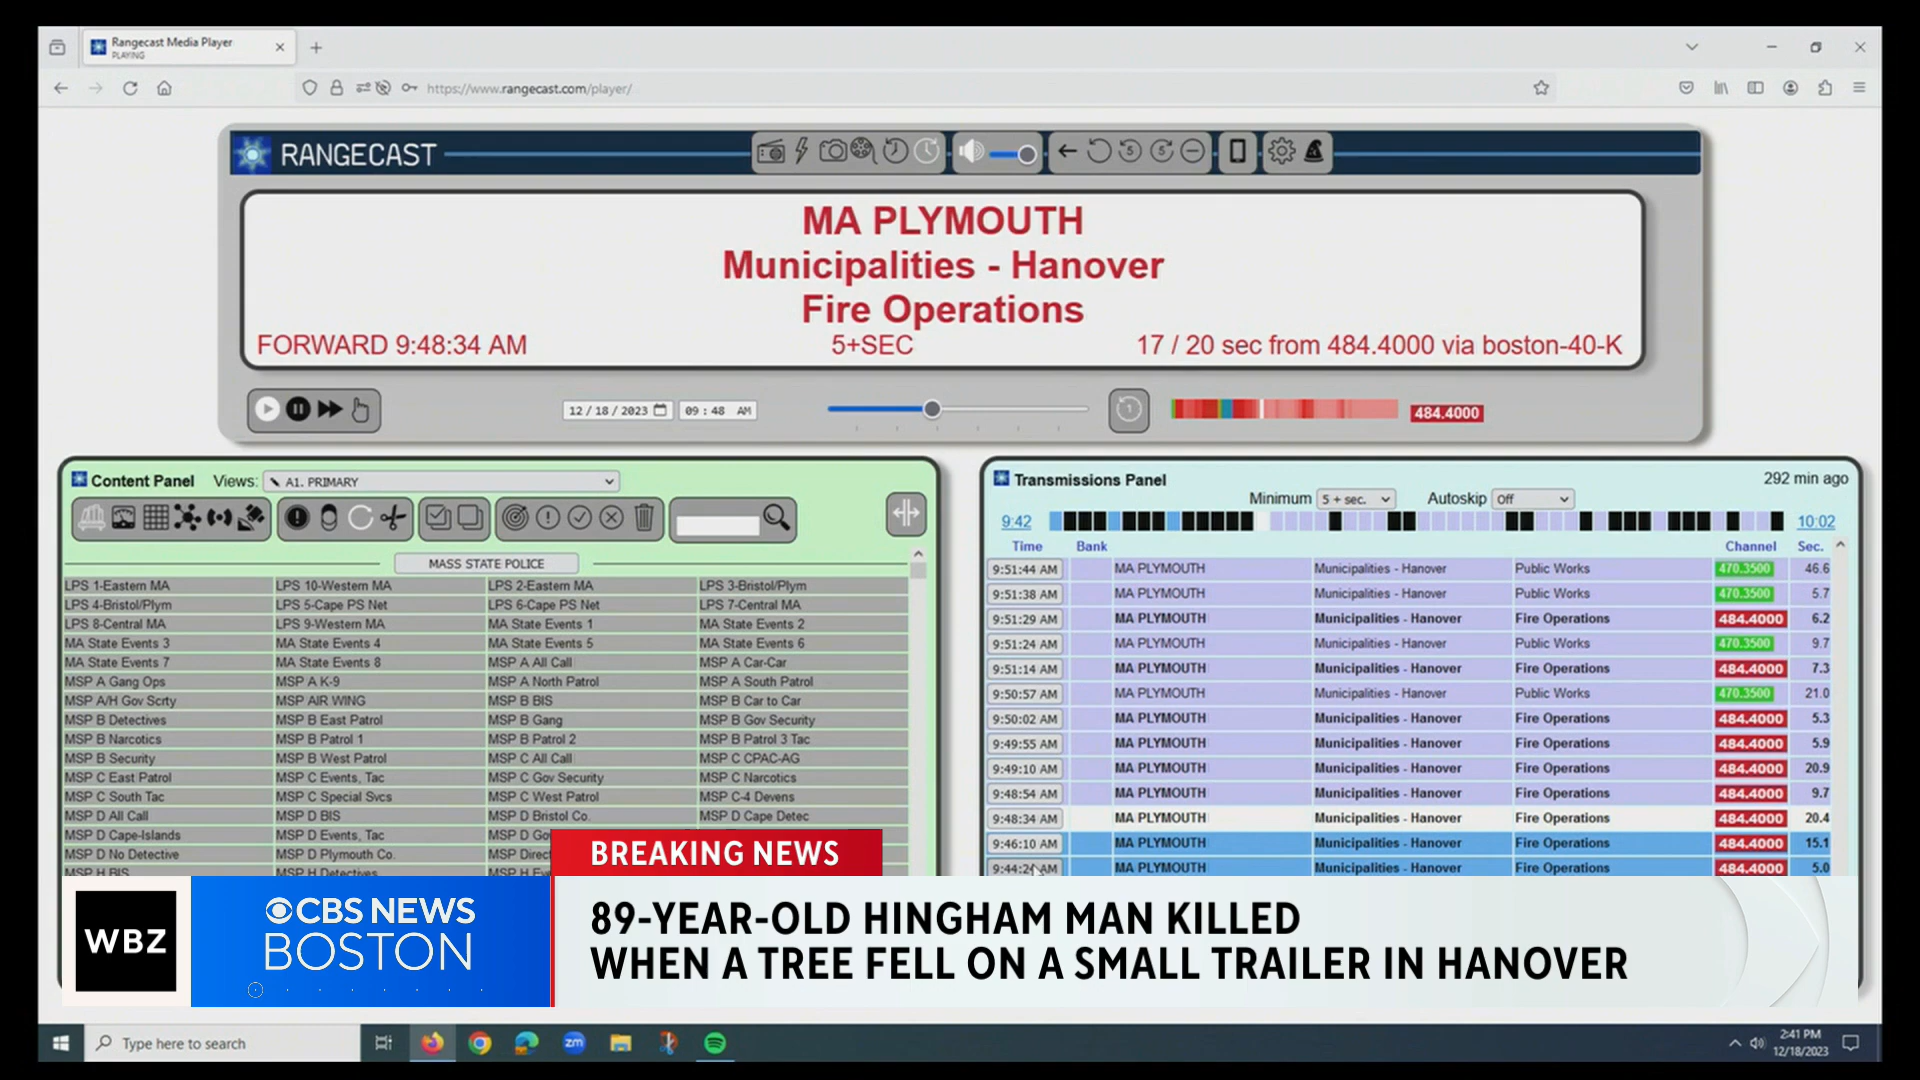 Rangecast Media Player
PLAYING
https://www.rangecast.com/player/
RANGECAST
MA PLYMOUTH
Municipalities - Hanover
Fire Operations
FORWARD 9:48:34 AM 5+SEC 17 / 20 sec from 484.4000 via boston-40-K
12/18/2023 09:48 AM 484.4000
Content Panel Views: A1. PRIMARY
MASS STATE POLICE
LPS 1-Eastern MA LPS 10-Western MA LPS 2-Eastern MA LPS 3-Bristol/Plym
LPS 4-Bristol/Plym LPS 5-Cape PS Net LPS 6-Cape PS Net LPS 7-Central MA
LPS 8-Central MA LPS 9-Western MA MA State Events 1 MA State Events 2
MA State Events 3 MA State Events 4 MA State Events 5 MA State Events 6
MA State Events 7 MA State Events 8 MSP A All Call MSP A Car-Car
MSP A Gang Ops MSP A K-9 MSP A North Patrol MSP A South Patrol
MSP A/H Gov Scrty MSP AIR WING MSP B BIS MSP B Car to Car
MSP B Detectives MSP B East Patrol MSP B Gang MSP B Gov Security
MSP B Narcotics MSP B Patrol 1 MSP B Patrol 2 MSP B Patrol 3 Tac
MSP B Security MSP B West Patrol MSP C All Call MSP C CPAC-AG
MSP C East Patrol MSP C Events, Tac MSP C Gov Security MSP C Narcotics
MSP C South Tac MSP C Special Svcs MSP C West Patrol MSP C-4 Devens
MSP D All Call MSP D BIS MSP D Bristol Co. MSP D Cape Detec
MSP D Cape-Islands MSP D Events, Tac MSP D Go
MSP D No Detective MSP D Plymouth Co. MSP Direct
MSP H BIS MSP H Detectives MSP H Ev
Transmissions Panel 292 min ago
Minimum 5 + sec. Autoskip Off
9:42 10:02
Time Bank Channel Sec.
9:51:44 AM MA PLYMOUTH Municipalities - Hanover Public Works 470.3500 46.6
9:51:38 AM MA PLYMOUTH Municipalities - Hanover Public Works 470.3500 5.7
9:51:29 AM MA PLYMOUTH Municipalities - Hanover Fire Operations 484.4000 6.2
9:51:24 AM MA PLYMOUTH Municipalities - Hanover Public Works 470.3500 9.7
9:51:14 AM MA PLYMOUTH Municipalities - Hanover Fire Operations 484.4000 7.3
9:50:57 AM MA PLYMOUTH Municipalities - Hanover Public Works 470.3500 21.0
9:50:02 AM MA PLYMOUTH Municipalities - Hanover Fire Operations 484.4000 5.3
9:49:55 AM MA PLYMOUTH Municipalities - Hanover Fire Operations 484.4000 5.9
9:49:10 AM MA PLYMOUTH Municipalities - Hanover Fire Operations 484.4000 20.9
9:48:54 AM MA PLYMOUTH Municipalities - Hanover Fire Operations 484.4000 9.7
9:48:34 AM MA PLYMOUTH Municipalities - Hanover Fire Operations 484.4000 20.4
9:46:10 AM MA PLYMOUTH Municipalities - Hanover Fire Operations 484.4000 15.1
AM MA PLYMOUTH Municipalities - Hanover Fire Operations 484.4000 5.0
BREAKING NEWS
WBZ
CBS NEWS
BOSTON
89-YEAR-OLD HINGHAM MAN KILLED
WHEN A TREE FELL ON A SMALL TRAILER IN HANOVER
Type here to search
zm
2:41 PM
12/18/2023